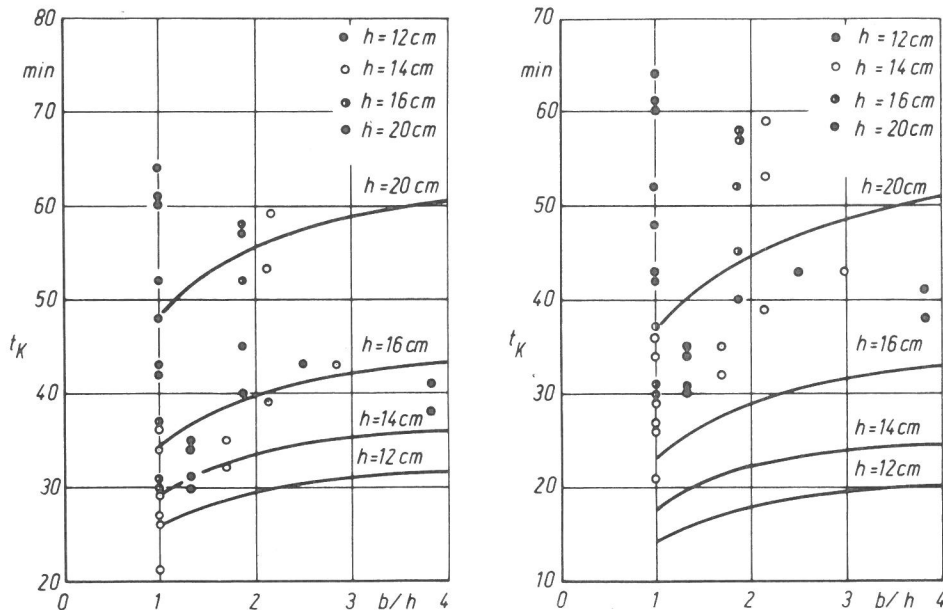 80
min
70
60
50
t_K
40
30
20
0
1
2
b/h
3
4
h = 12 cm
h = 14 cm
h = 16 cm
h = 20 cm
h = 20 cm
h = 16 cm
h = 14 cm
h = 12 cm
70
min
60
50
40
t_K
30
20
10
0
1
2
b/h
3
4
h = 12 cm
h = 14 cm
h = 16 cm
h = 20 cm
h = 20 cm
h = 16 cm
h = 14 cm
h = 12 cm